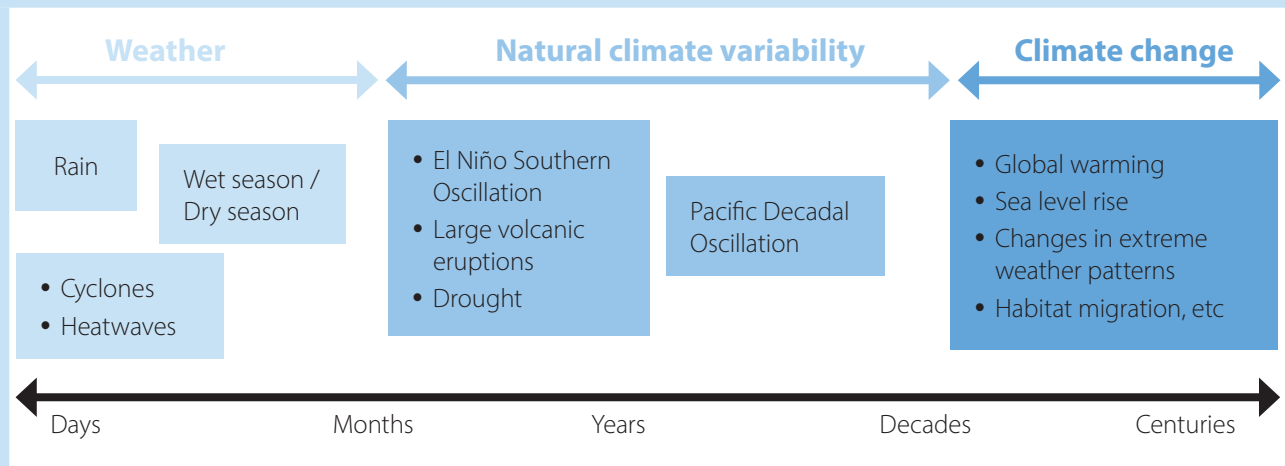 Weather
Natural climate variability
Climate change
Rain
Wet season /
Dry season
• Cyclones
• Heatwaves
• El Niño Southern
Oscillation
• Large volcanic
eruptions
• Drought
Pacific Decadal
Oscillation
• Global warming
• Sea level rise
• Changes in extreme
weather patterns
• Habitat migration, etc
Days
Months
Years
Decades
Centuries